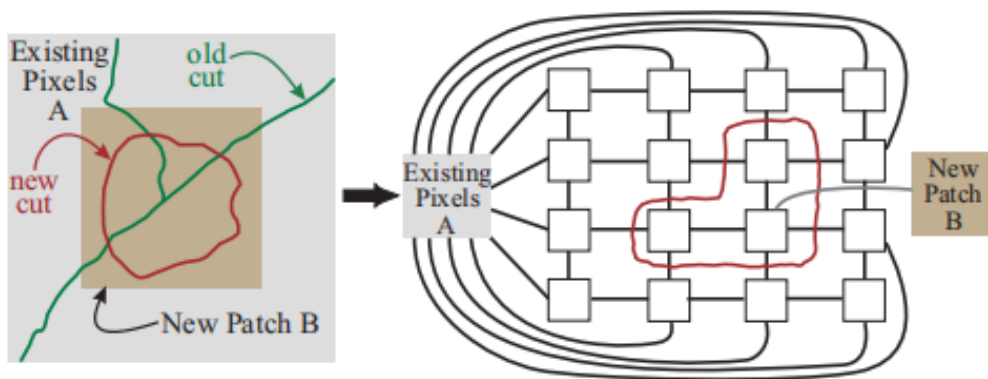 Existing
Pixels
A
old
cut
new
cut
New Patch B
Existing
Pixels
A
New
Patch
B